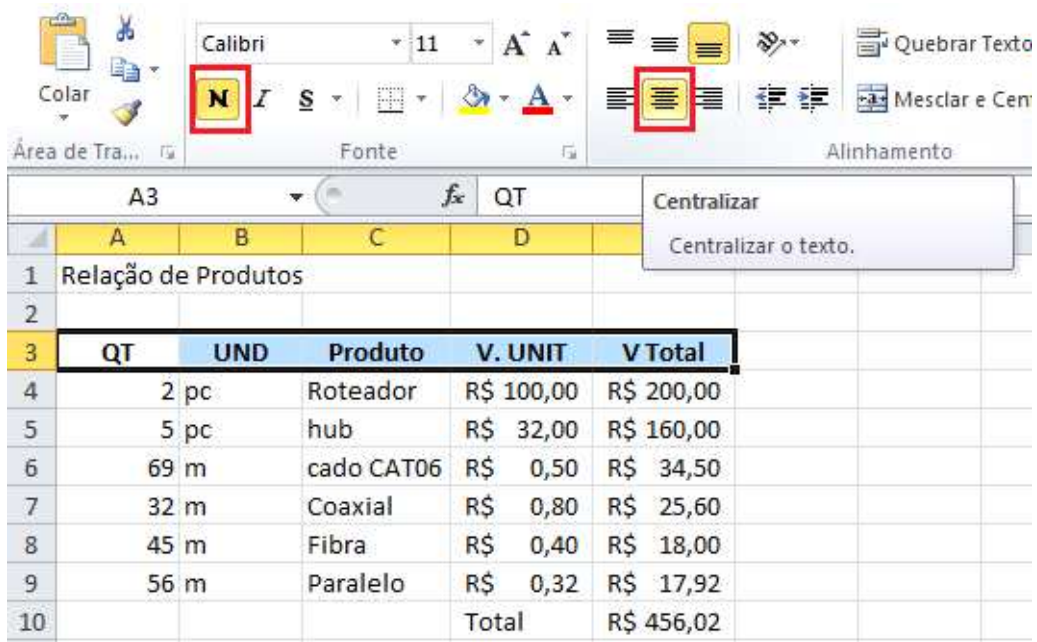 Calibri 11 A A Quebrar Texto
Colar N I S A Mesclar e Cen
Área de Tra... Fonte Alinhamento
A3 fx QT
Centralizar
Centralizar o texto.
A B C D
1 Relação de Produtos
2
3 QT UND Produto V. UNIT V Total
4 2 pc Roteador R$ 100,00 R$ 200,00
5 5 pc hub R$ 32,00 R$ 160,00
6 69 m cado CAT06 R$ 0,50 R$ 34,50
7 32 m Coaxial R$ 0,80 R$ 25,60
8 45 m Fibra R$ 0,40 R$ 18,00
9 56 m Paralelo R$ 0,32 R$ 17,92
10 Total R$ 456,02